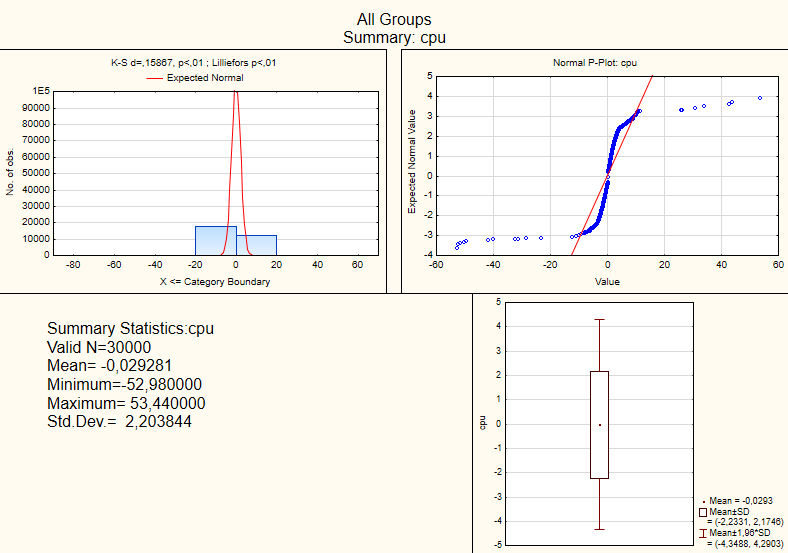 All Groups
Summary: cpu
K-S d=,15867, p<,01 ; Lilliefors p<,01
Expected Normal
No. of obs.
1E5
90000
80000
70000
60000
50000
40000
30000
20000
10000
0
-80 -60 -40 -20 0 20 40 60
X <= Category Boundary
Normal P-Plot: cpu
Expected Normal Value
5
4
3
2
1
0
-1
-2
-3
-4
-60 -40 -20 0 20 40 60
Value
Summary Statistics:cpu
Valid N=30000
Mean= -0,029281
Minimum=-52,980000
Maximum= 53,440000
Std.Dev.= 2,203844
cpu
5
4
3
2
1
0
-1
-2
-3
-4
-5
Mean = -0,0293
Mean±SD
= (-2,2331, 2,1746)
Mean±1,96*SD
= (-4,3488, 4,2903)